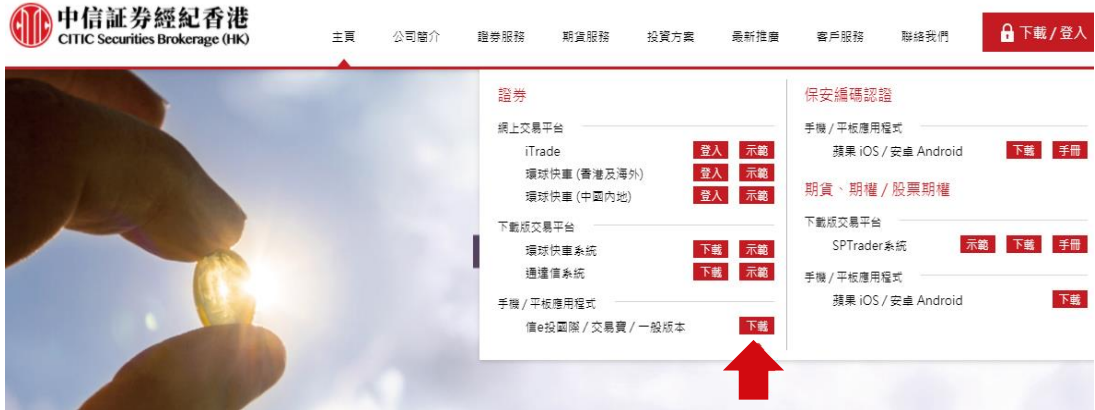 中信証券經紀香港
CITIC Securities Brokerage (HK)
主頁 公司簡介 證券服務 期貨服務 投資方案 最新推廣 客戶服務 聯絡我們 下載 / 登入
證券
網上交易平台
iTrade 登入 示範
環球快車 (香港及海外) 登入 示範
環球快車 (中國內地) 登入 示範
下載版交易平台
環球快車系統 下載 示範
通達信系統 下載 示範
手機 / 平板應用程式
信e投國際 / 交易寶 / 一般版本 下載
保安編碼認證
手機 / 平板應用程式
蘋果 iOS / 安卓 Android 下載 手冊
期貨、期權 / 股票期權
下載版交易平台
SPTrader系統 示範 下載 手冊
手機 / 平板應用程式
蘋果 iOS / 安卓 Android 下載